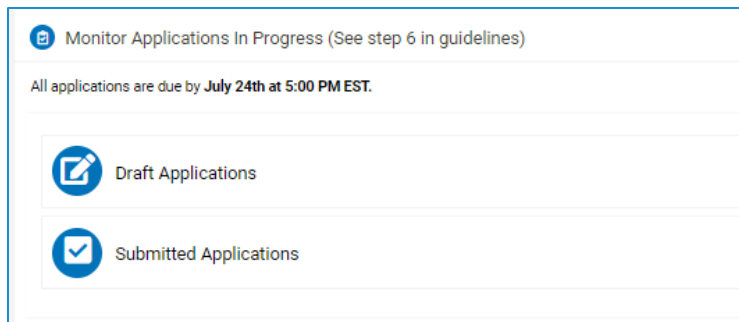 Monitor Applications In Progress (See step 6 in guidelines)
All applications are due by July 24th at 5:00 PM EST.
Draft Applications
Submitted Applications